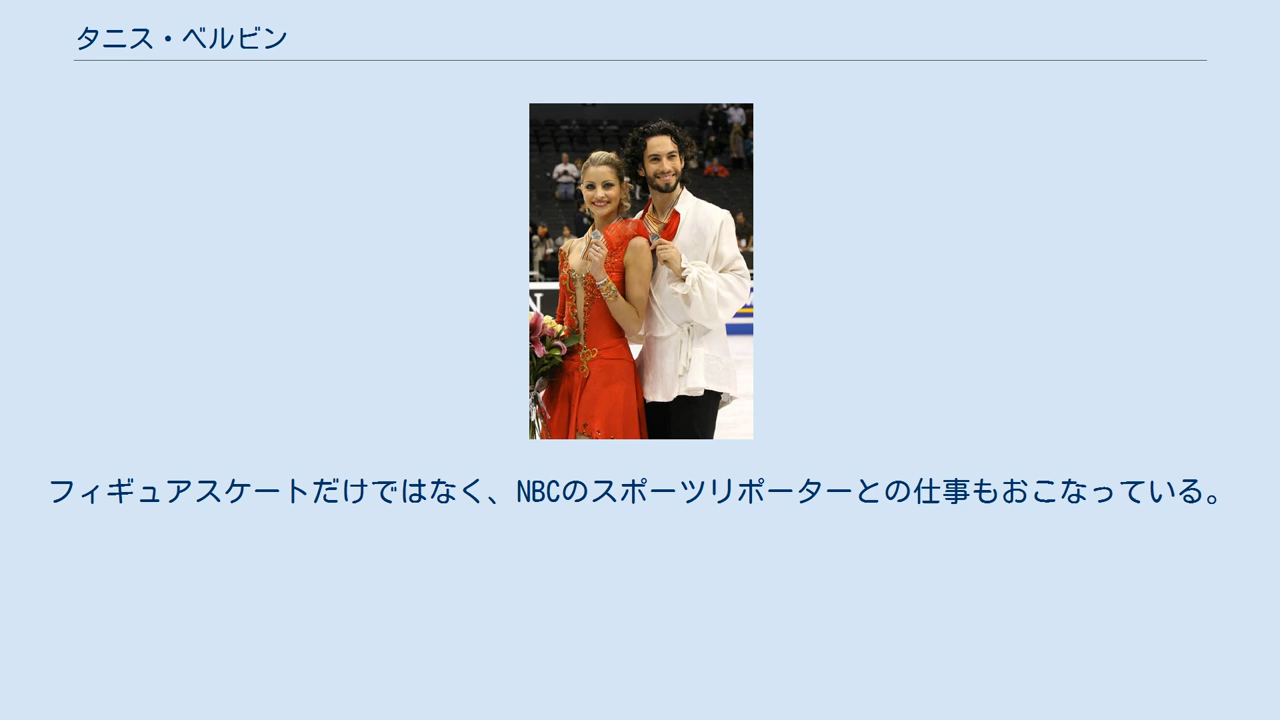 タニス・ベルビン
フィギュアスケートだけではなく、NBCのスポーツリポーターとの仕事もおこなっている。